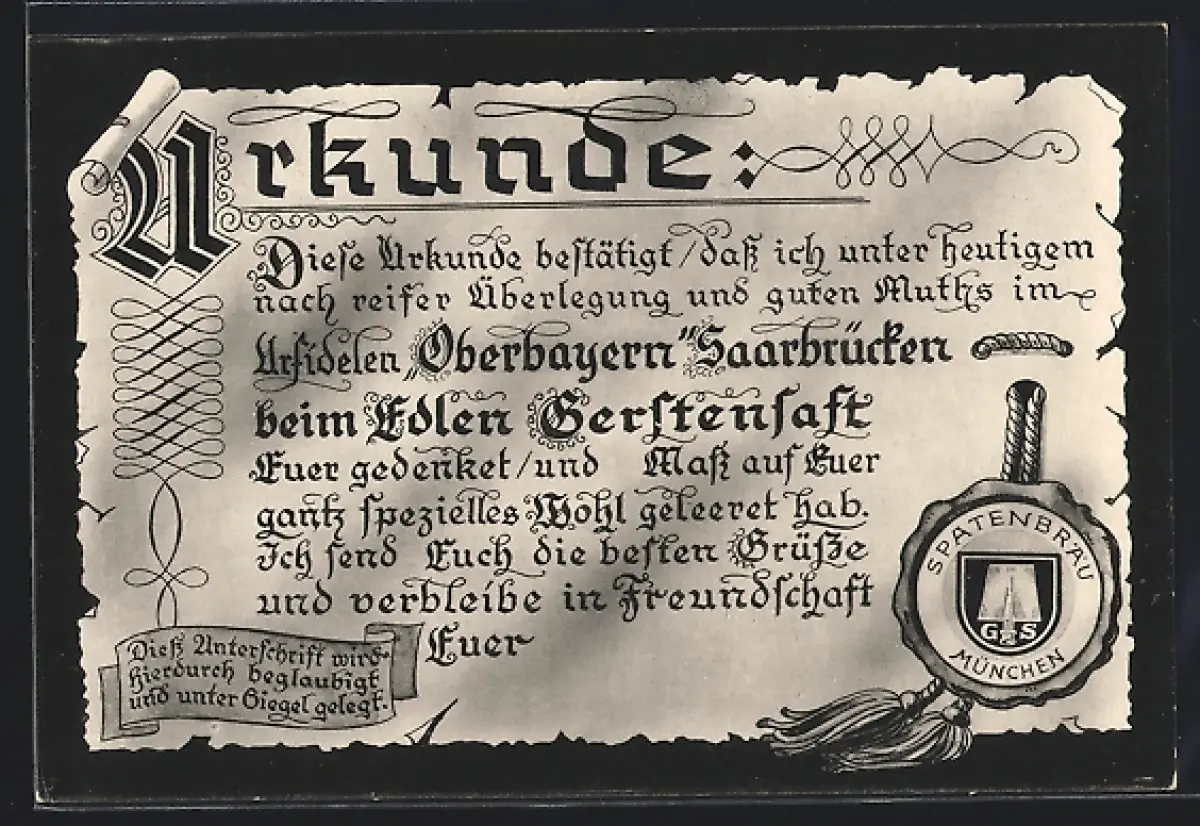 Urkunde:
Dieſe Urkunde beſtätigt/daß ich unter heutigem
nach reifer Überlegung und guten Muths im
Urfidelen „Oberbayern" Saarbrücken
beim Edlen Gerſtenſaft
Euer gedenket/und Maß auf Euer
gantz ſpezielles Wohl geleeret hab.
Ich ſend Euch die beſten Grüße
und verbleibe in Freundſchaft
Euer
Dieß Unterſchrift wird
hierdurch beglaubigt
und unter Siegel gelegt.
SPATENBRÄU
G S
MÜNCHEN